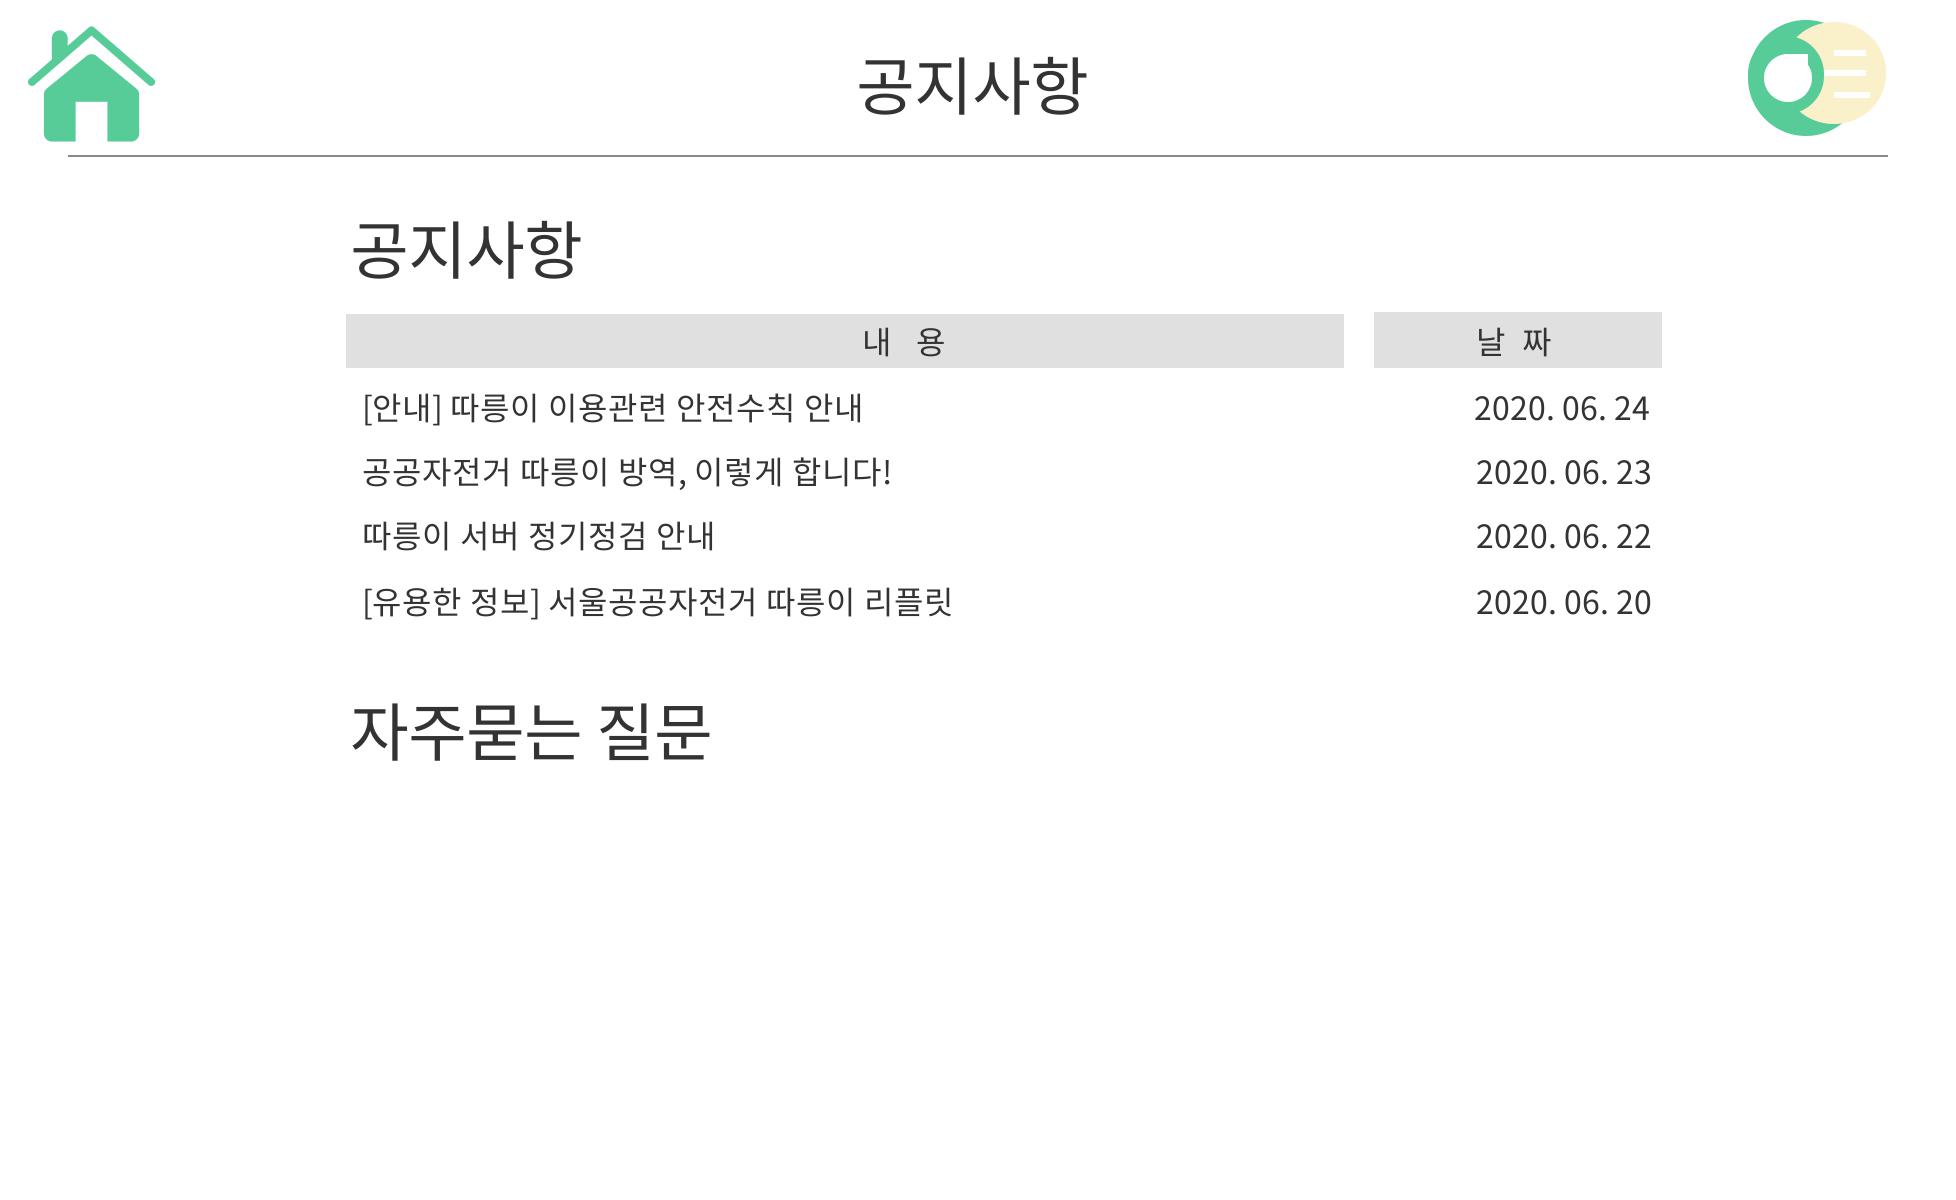 공지사항
공지사항
내 용 날 짜
[안내] 따릉이 이용관련 안전수칙 안내 2020. 06. 24
공공자전거 따릉이 방역, 이렇게 합니다! 2020. 06. 23
따릉이 서버 정기정검 안내 2020. 06. 22
[유용한 정보] 서울공공자전거 따릉이 리플릿 2020. 06. 20
자주묻는 질문